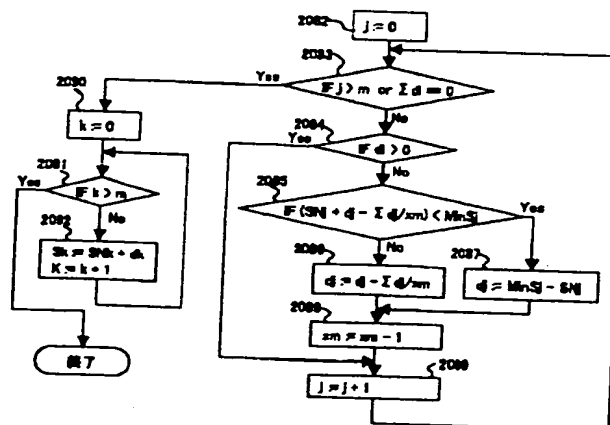 2082
j := 0
2083
IF j > m or Σ di == 0
Yes
No
2090
k := 0
2084
IF dj > 0
Yes
No
2091
IF k > m
Yes
No
2085
IF (SNj + dj - Σ dj/xm) < MinSj
Yes
No
2092
Sk := SNk + dk
K := k + 1
2086
dj := dj - Σ dj/xm
2087
dj := MinSj - SNj
2088
xm := xm - 1
終了
j := j + 1